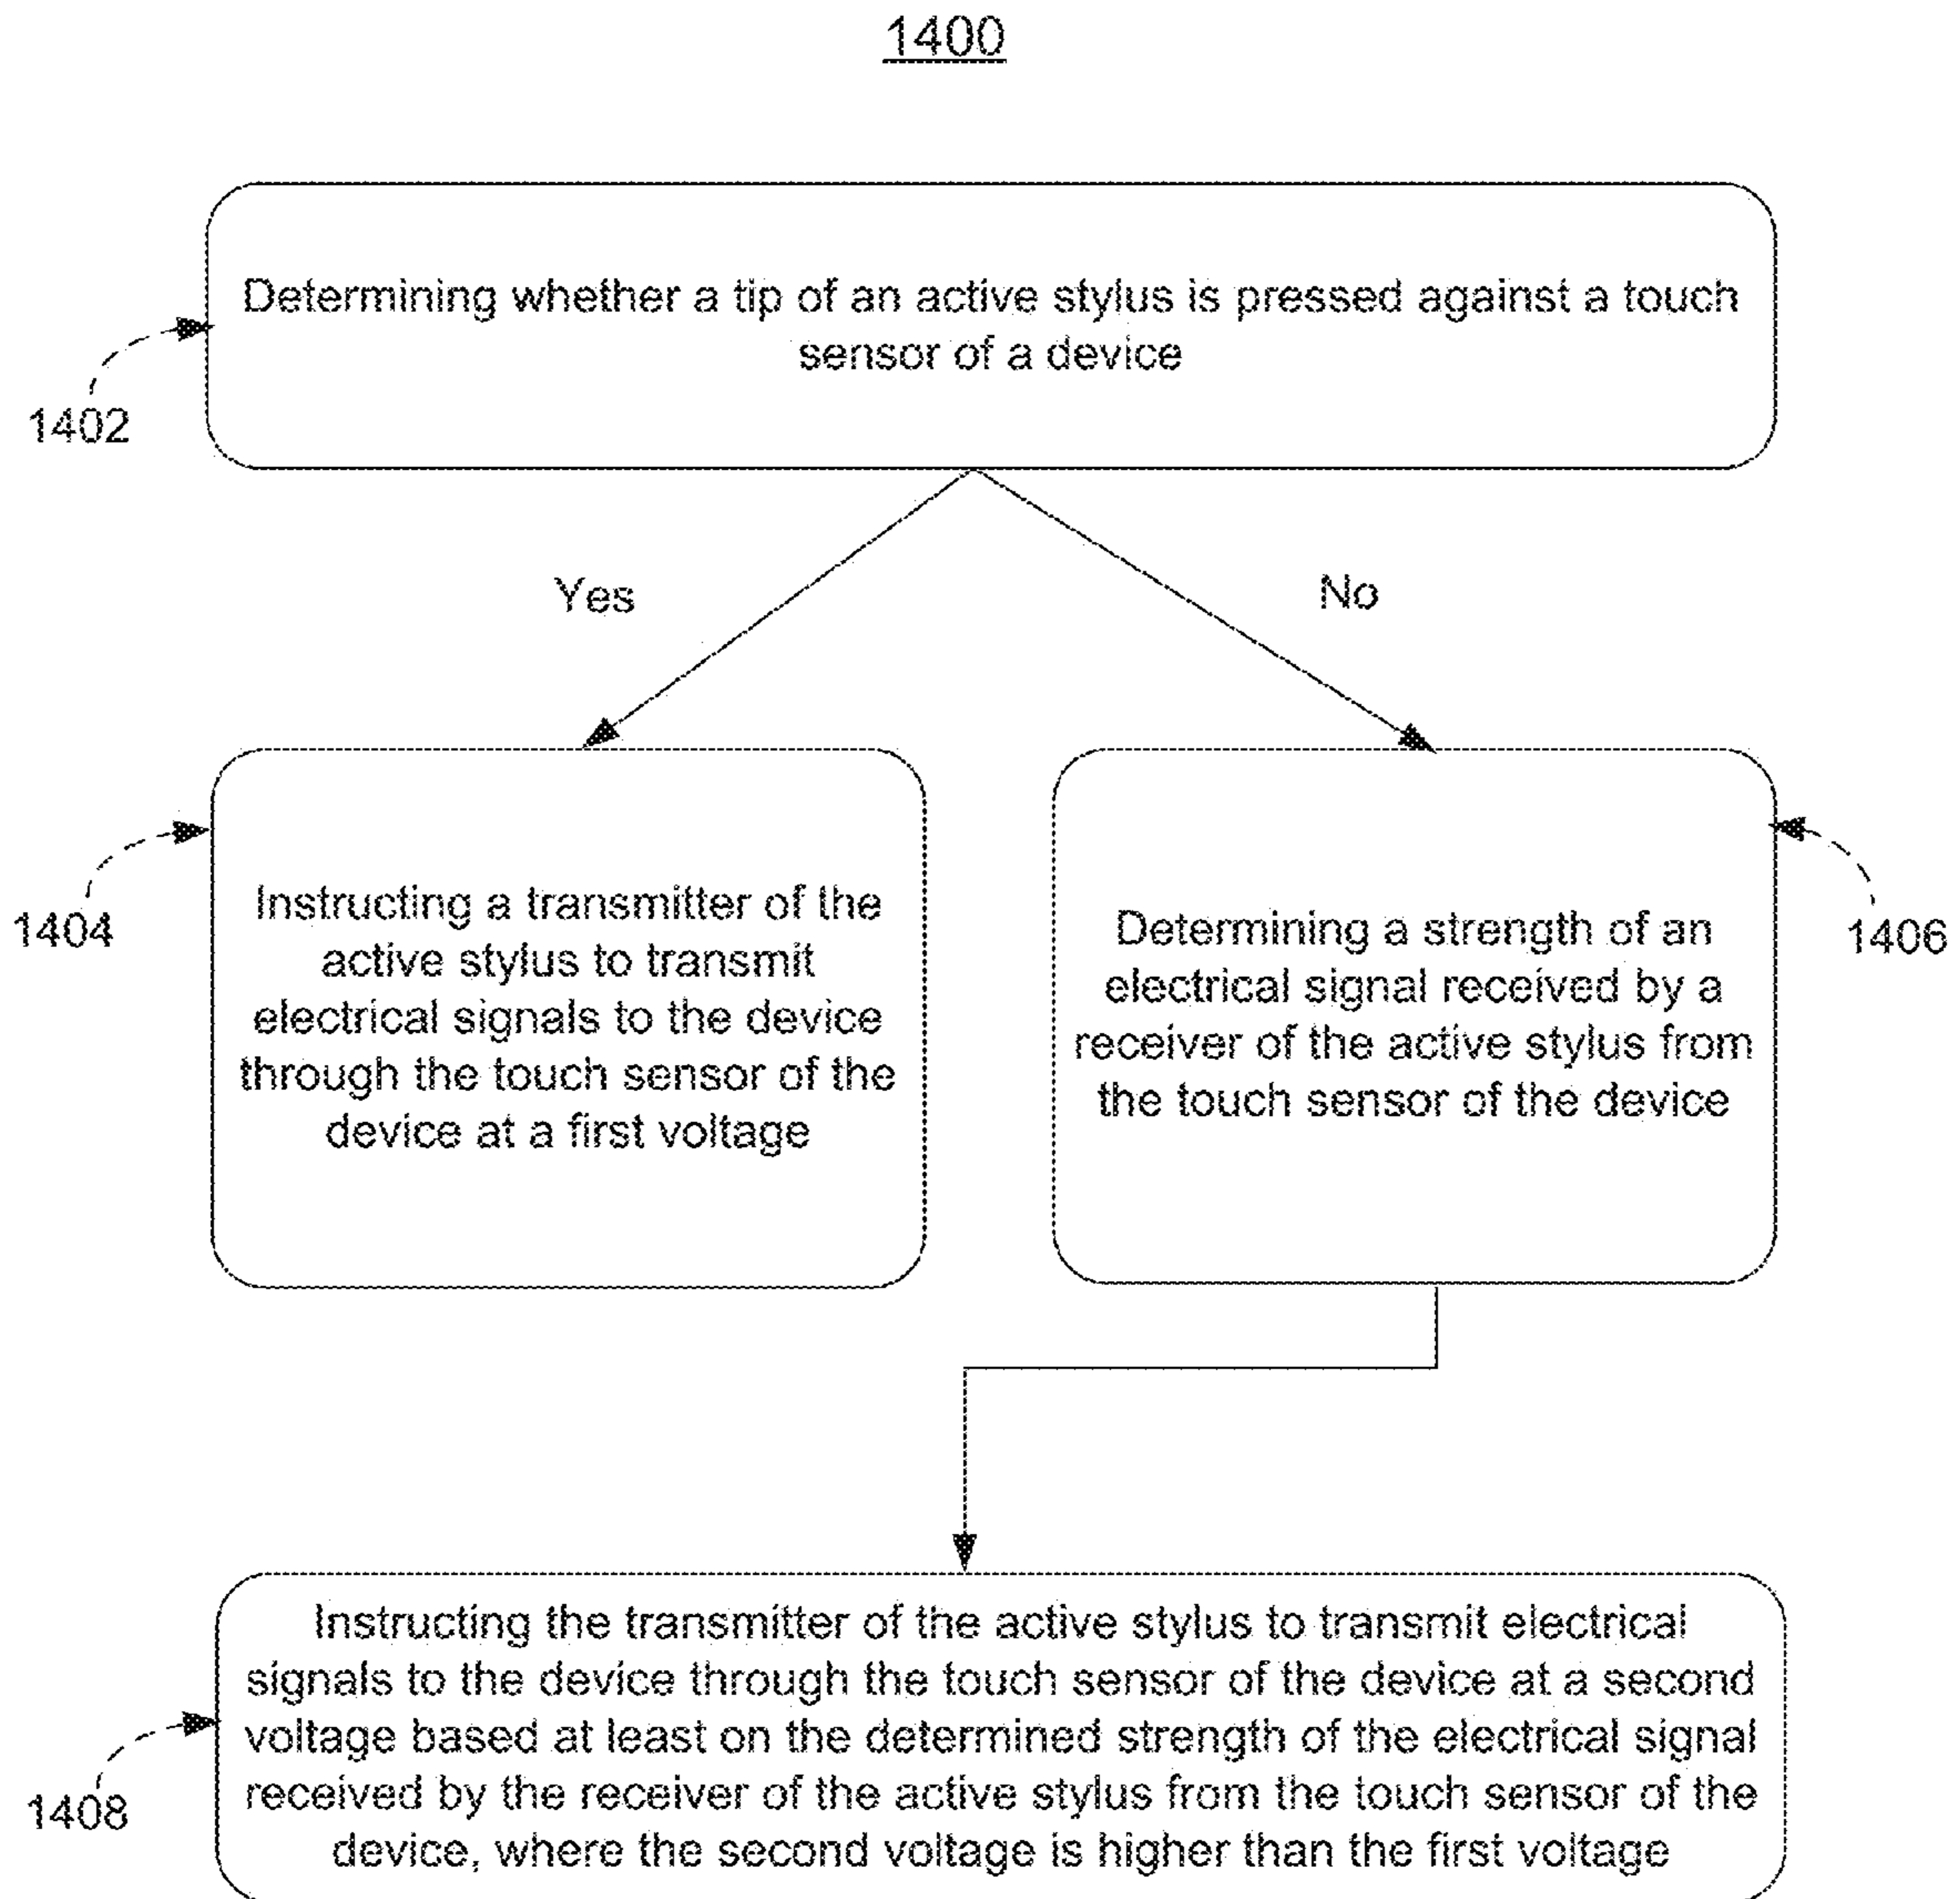 1400
Determining whether a tip of an active stylus is pressed against a touch
sensor of a device
1402
Yes
No
Instructing a transmitter of the
active stylus to transmit
electrical signals to the device
through the touch sensor of the
device at a first voltage
1404
Determining a strength of an
electrical signal received by a
receiver of the active stylus from
the touch sensor of the device
1406
Instructing the transmitter of the active stylus to transmit electrical
signals to the device through the touch sensor of the device at a second
voltage based at least on the determined strength of the electrical signal
received by the receiver of the active stylus from the touch sensor of the
device, where the second voltage is higher than the first voltage
1408